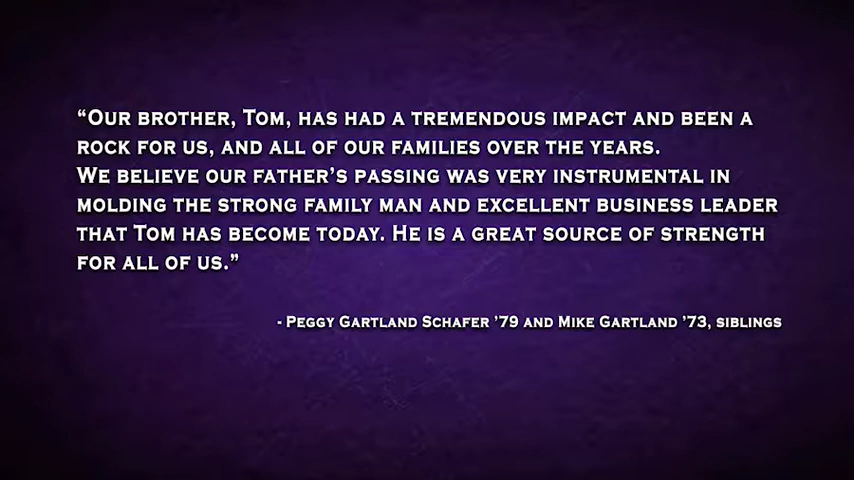 “Our brother, Tom, has had a tremendous impact and been a
rock for us, and all of our families over the years.
We believe our father’s passing was very instrumental in
molding the strong family man and excellent business leader
that Tom has become today. He is a great source of strength
for all of us.”
- Peggy Gartland Schafer ’79 and Mike Gartland ’73, siblings